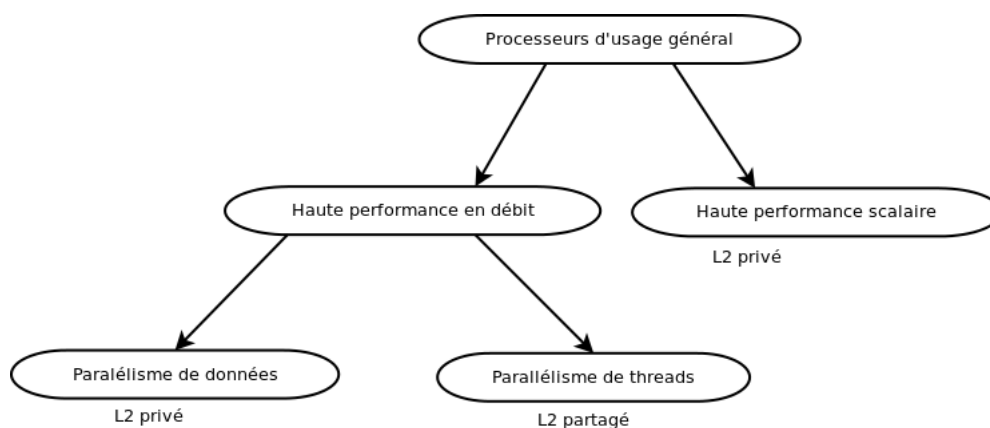 Processeurs d'usage général
Haute performance en débit
Haute performance scalaire
L2 privé
Paralélisme de données
Parallélisme de threads
L2 privé
L2 partagé